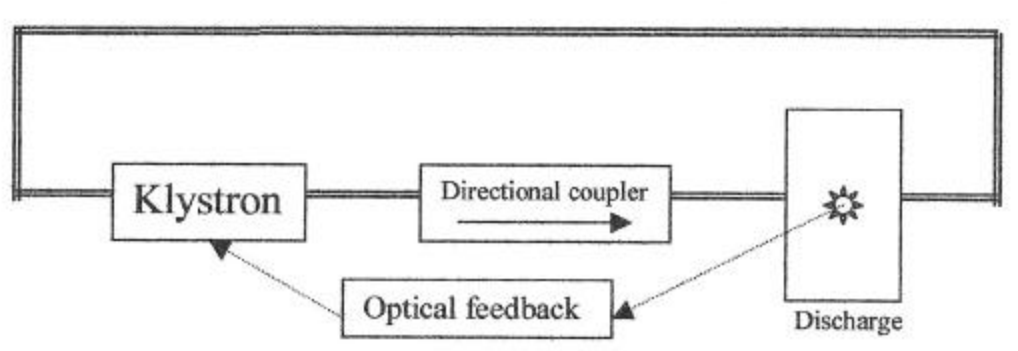 Klystron
Directional coupler
Optical feedback
Discharge